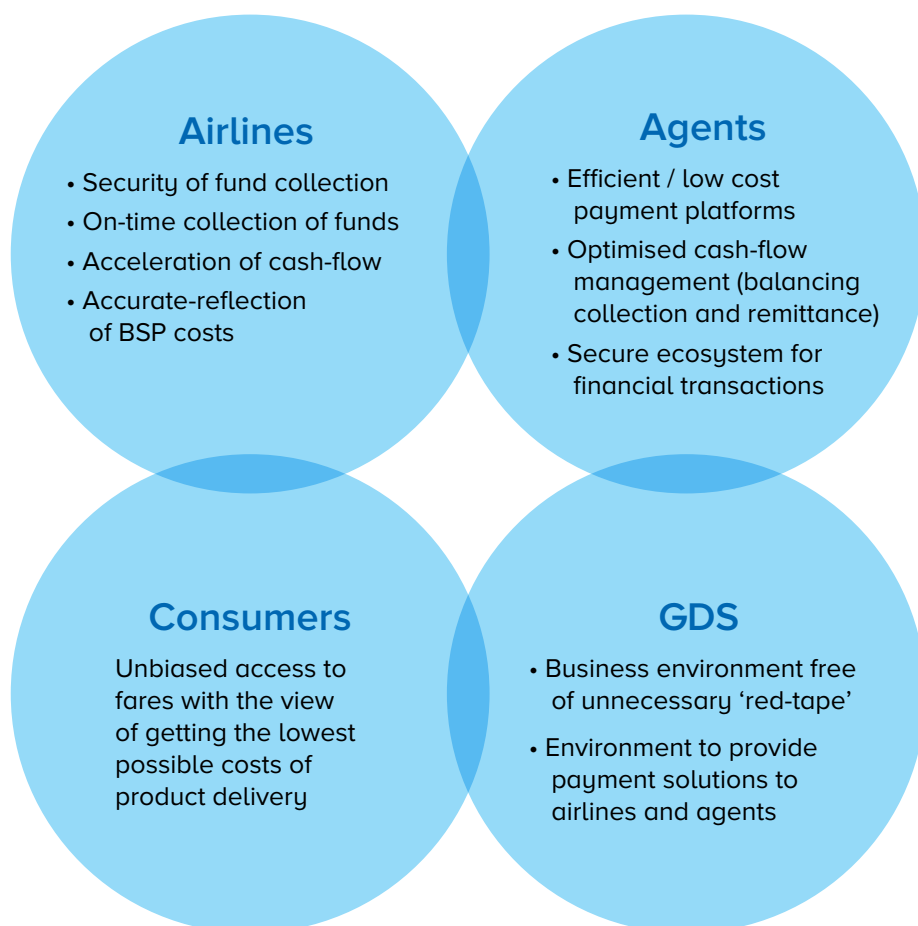 Airlines
• Security of fund collection
• On-time collection of funds
• Acceleration of cash-flow
• Accurate-reflection
of BSP costs
Agents
• Efficient / low cost
payment platforms
• Optimised cash-flow
management (balancing
collection and remittance)
• Secure ecosystem for
financial transactions
Consumers
Unbiased access to
fares with the view
of getting the lowest
possible costs of
product delivery
GDS
• Business environment free
of unnecessary ‘red-tape’
• Environment to provide
payment solutions to
airlines and agents